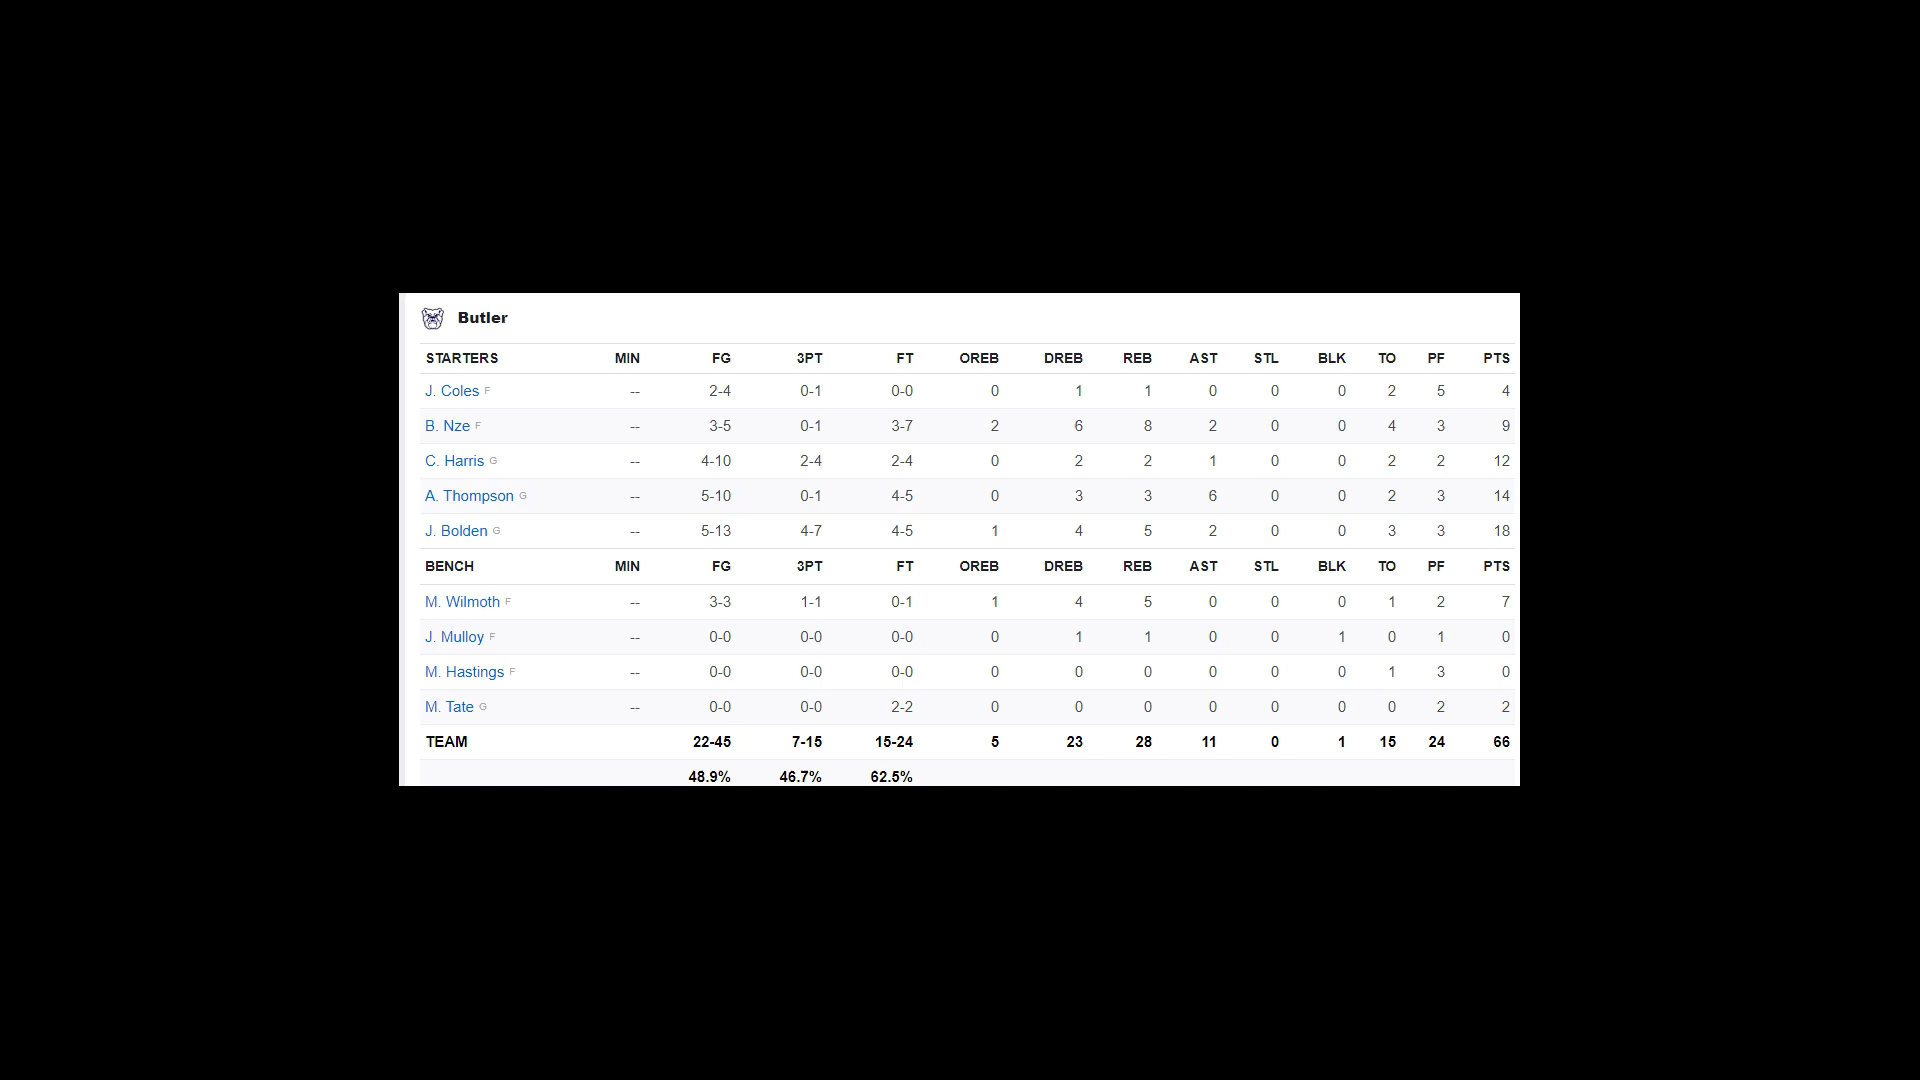 Butler
STARTERS MIN FG 3PT FT OREB DREB REB AST STL BLK TO PF PTS
J. Coles F -- 2-4 0-1 0-0 0 1 1 0 0 0 2 5 4
B. Nze F -- 3-5 0-1 3-7 2 6 8 2 0 0 4 3 9
C. Harris G -- 4-10 2-4 2-4 0 2 2 1 0 0 2 2 12
A. Thompson G -- 5-10 0-1 4-5 0 3 3 6 0 0 2 3 14
J. Bolden G -- 5-13 4-7 4-5 1 4 5 2 0 0 3 3 18
BENCH MIN FG 3PT FT OREB DREB REB AST STL BLK TO PF PTS
M. Wilmoth F -- 3-3 1-1 0-1 1 4 5 0 0 0 1 2 7
J. Mulloy F -- 0-0 0-0 0-0 0 1 1 0 0 1 0 1 0
M. Hastings F -- 0-0 0-0 0-0 0 0 0 0 0 0 1 3 0
M. Tate G -- 0-0 0-0 2-2 0 0 0 0 0 0 0 2 2
TEAM 22-45 7-15 15-24 5 23 28 11 0 1 15 24 66
48.9% 46.7% 62.5%